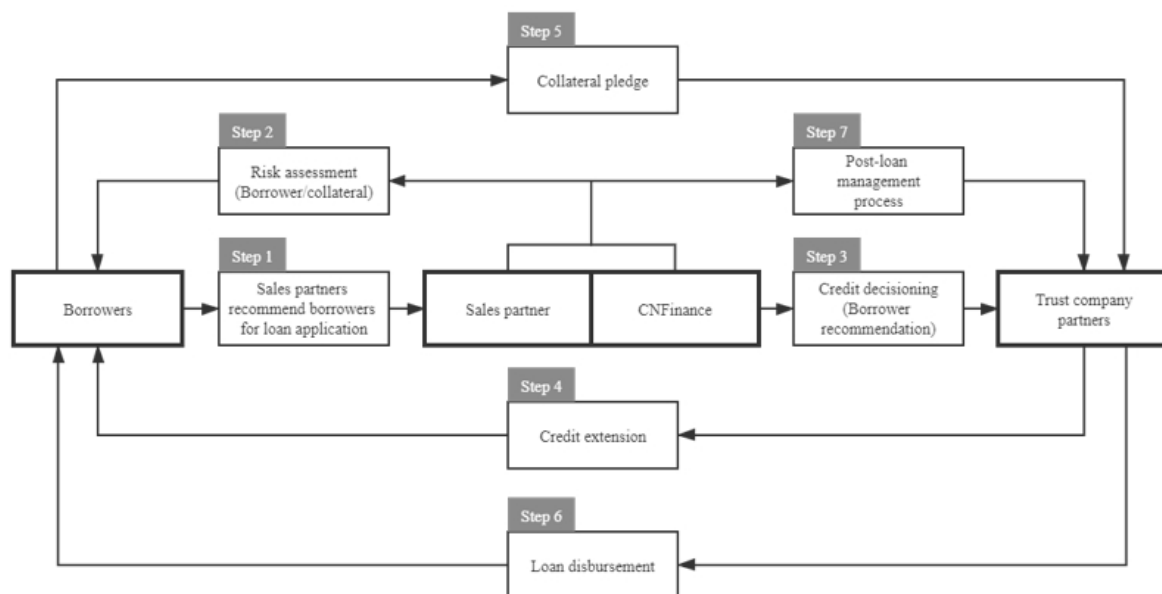 Step 5
Collateral pledge
Step 2
Risk assessment
(Borrower/collateral)
Step 7
Post-loan
management
process
Step 1
Sales partners
recommend borrowers
for loan application
Step 3
Credit decisioning
(Borrower
recommendation)
Borrowers
Sales partner
CNFinance
Trust company
partners
Step 4
Credit extension
Step 6
Loan disbursement